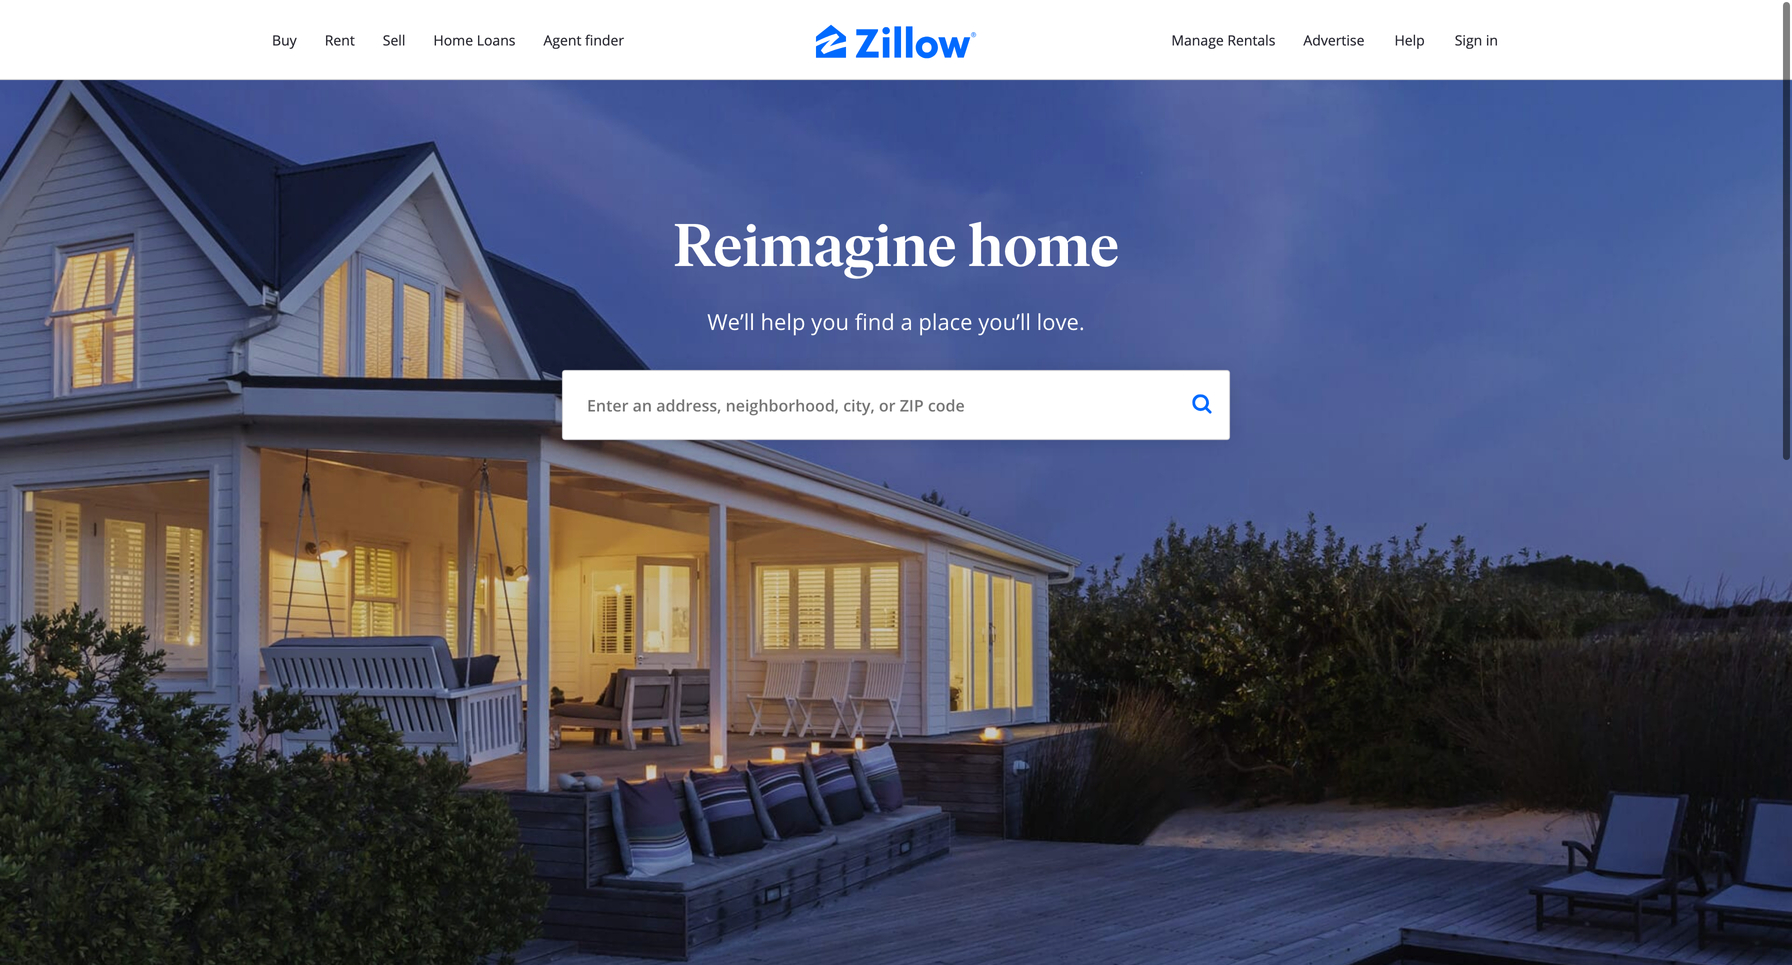 Buy Rent Sell Home Loans Agent finder Zillow® Manage Rentals Advertise Help Sign in
Reimagine home
We’ll help you find a place you’ll love.
Enter an address, neighborhood, city, or ZIP code